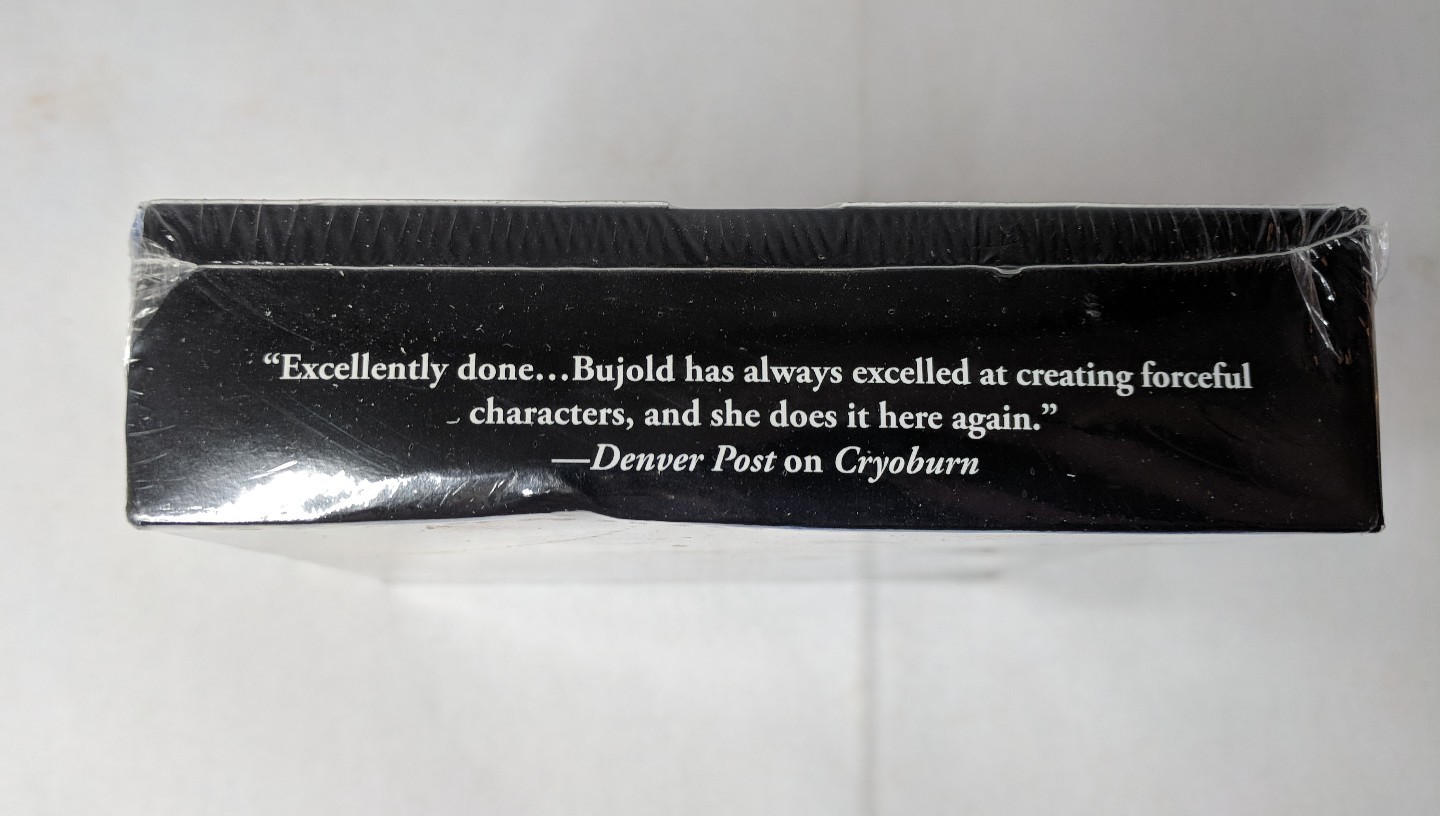 “Excellently done…Bujold has always excelled at creating forceful
characters, and she does it here again.”
—Denver Post on Cryoburn